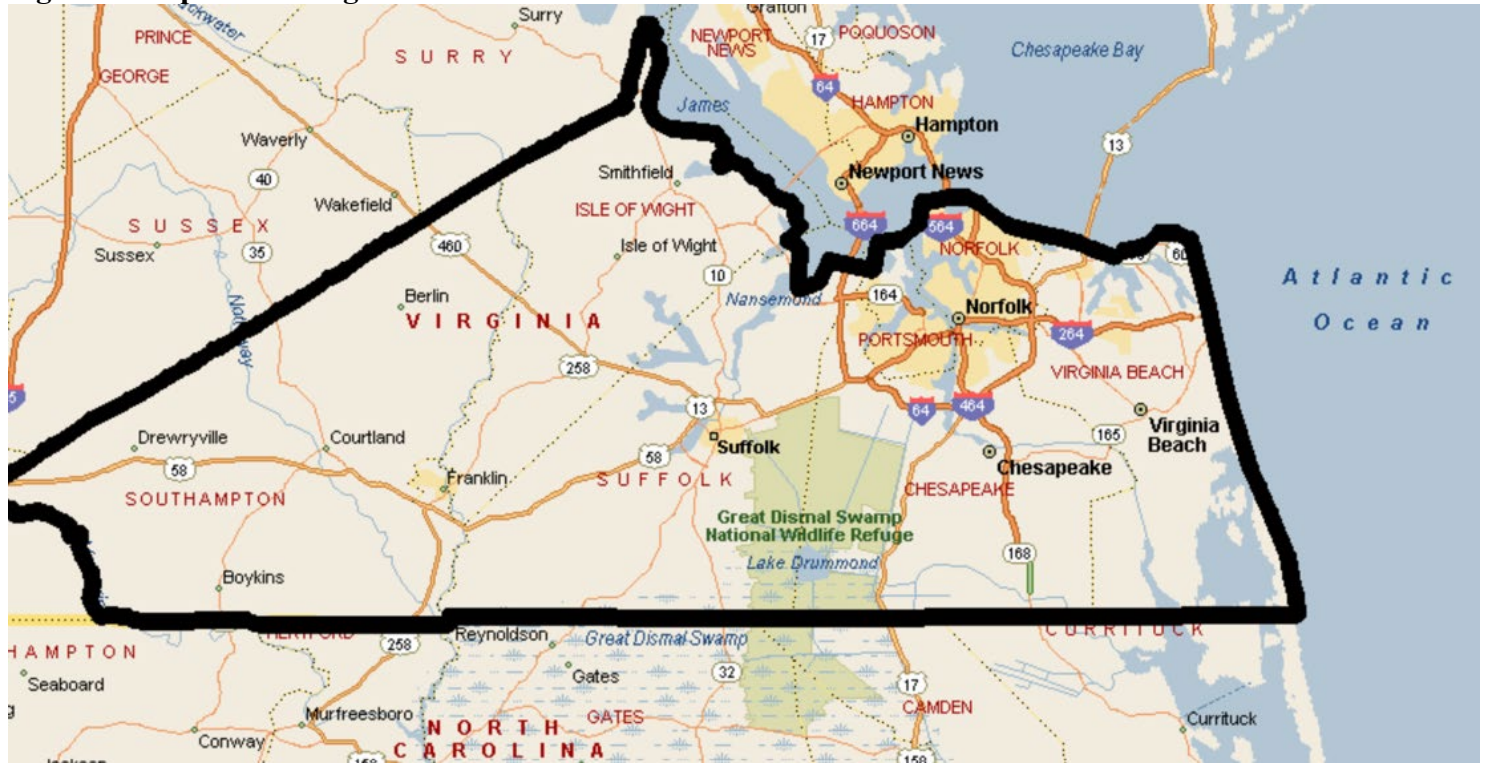 Surry
Grafton
PRINCE
GEORGE
SURRY
NEWPORT
NEWS
17
POQUOSON
Chesapeake Bay
64
James
HAMPTON
Hampton
13
Waverly
40
Smithfield
Newport News
Wakefield
ISLE OF WIGHT
SUSSEX
Sussex
35
460
Isle of Wight
664
564
NORFOLK
Atlantic
Ocean
10
Nansemond
164
Berlin
VIRGINIA
Norfolk
PORTSMOUTH
264
258
VIRGINIA BEACH
13
64
464
Virginia
Beach
165
Drewryville
Courtland
58
Suffolk
58
Chesapeake
Franklin
SUFFOLK
SOUTHAMPTON
CHESAPEAKE
Great Dismal Swamp
National Wildlife Refuge
Lake Drummond
168
Boykins
HERTFORD
258
Reynoldson
Great Dismal Swamp
CURRITUCK
HAMPTON
Seaboard
Gates
32
17
CAMDEN
Murfreesboro
GATES
Currituck
Conway
NORTH
CAROLINA
158
158